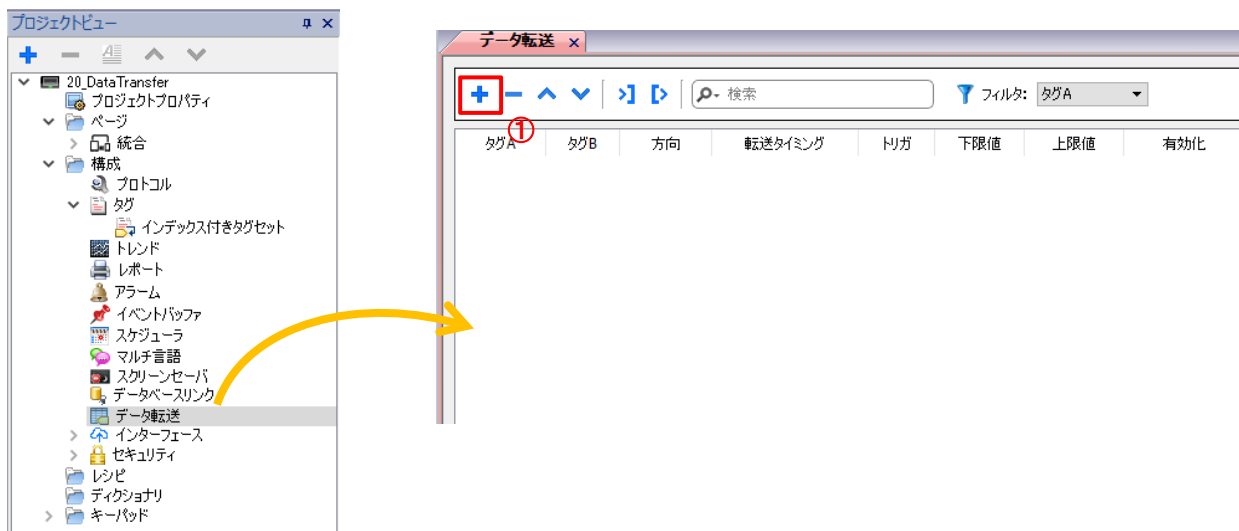 プロジェクトビュー
20_DataTransfer
プロジェクトプロパティ
ページ
統合
構成
プロトコル
タグ
インデックス付きタグセット
トレンド
レポート
アラーム
イベントバッファ
スケジューラ
マルチ言語
スクリーンセーバ
データベースリンク
データ転送
インターフェース
セキュリティ
レシピ
ディクショナリ
キーパッド
データ転送
検索 フィルタ: タグA
①
タグA タグB 方向 転送タイミング トリガ 下限値 上限値 有効化